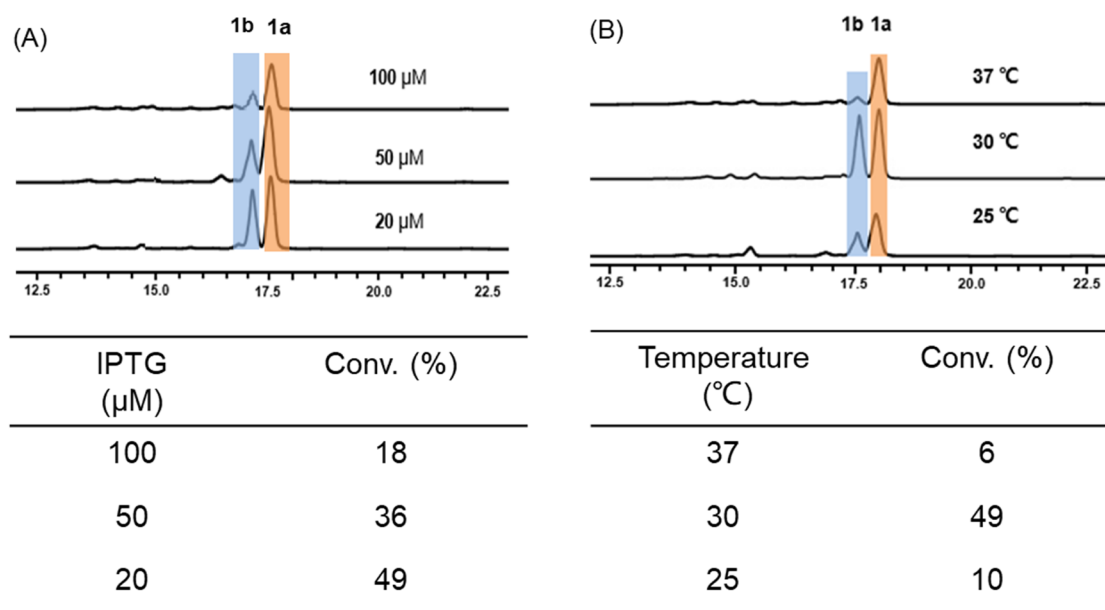 (A)
1b 1a
100 µM
50 µM
20 µM
12.5 15.0 17.5 20.0 22.5
IPTG Conv. (%)
(µM)
100 18
50 36
20 49
(B)
1b 1a
37 ℃
30 ℃
25 ℃
12.5 15.0 17.5 20.0 22.5
Temperature Conv. (%)
(℃)
37 6
30 49
25 10